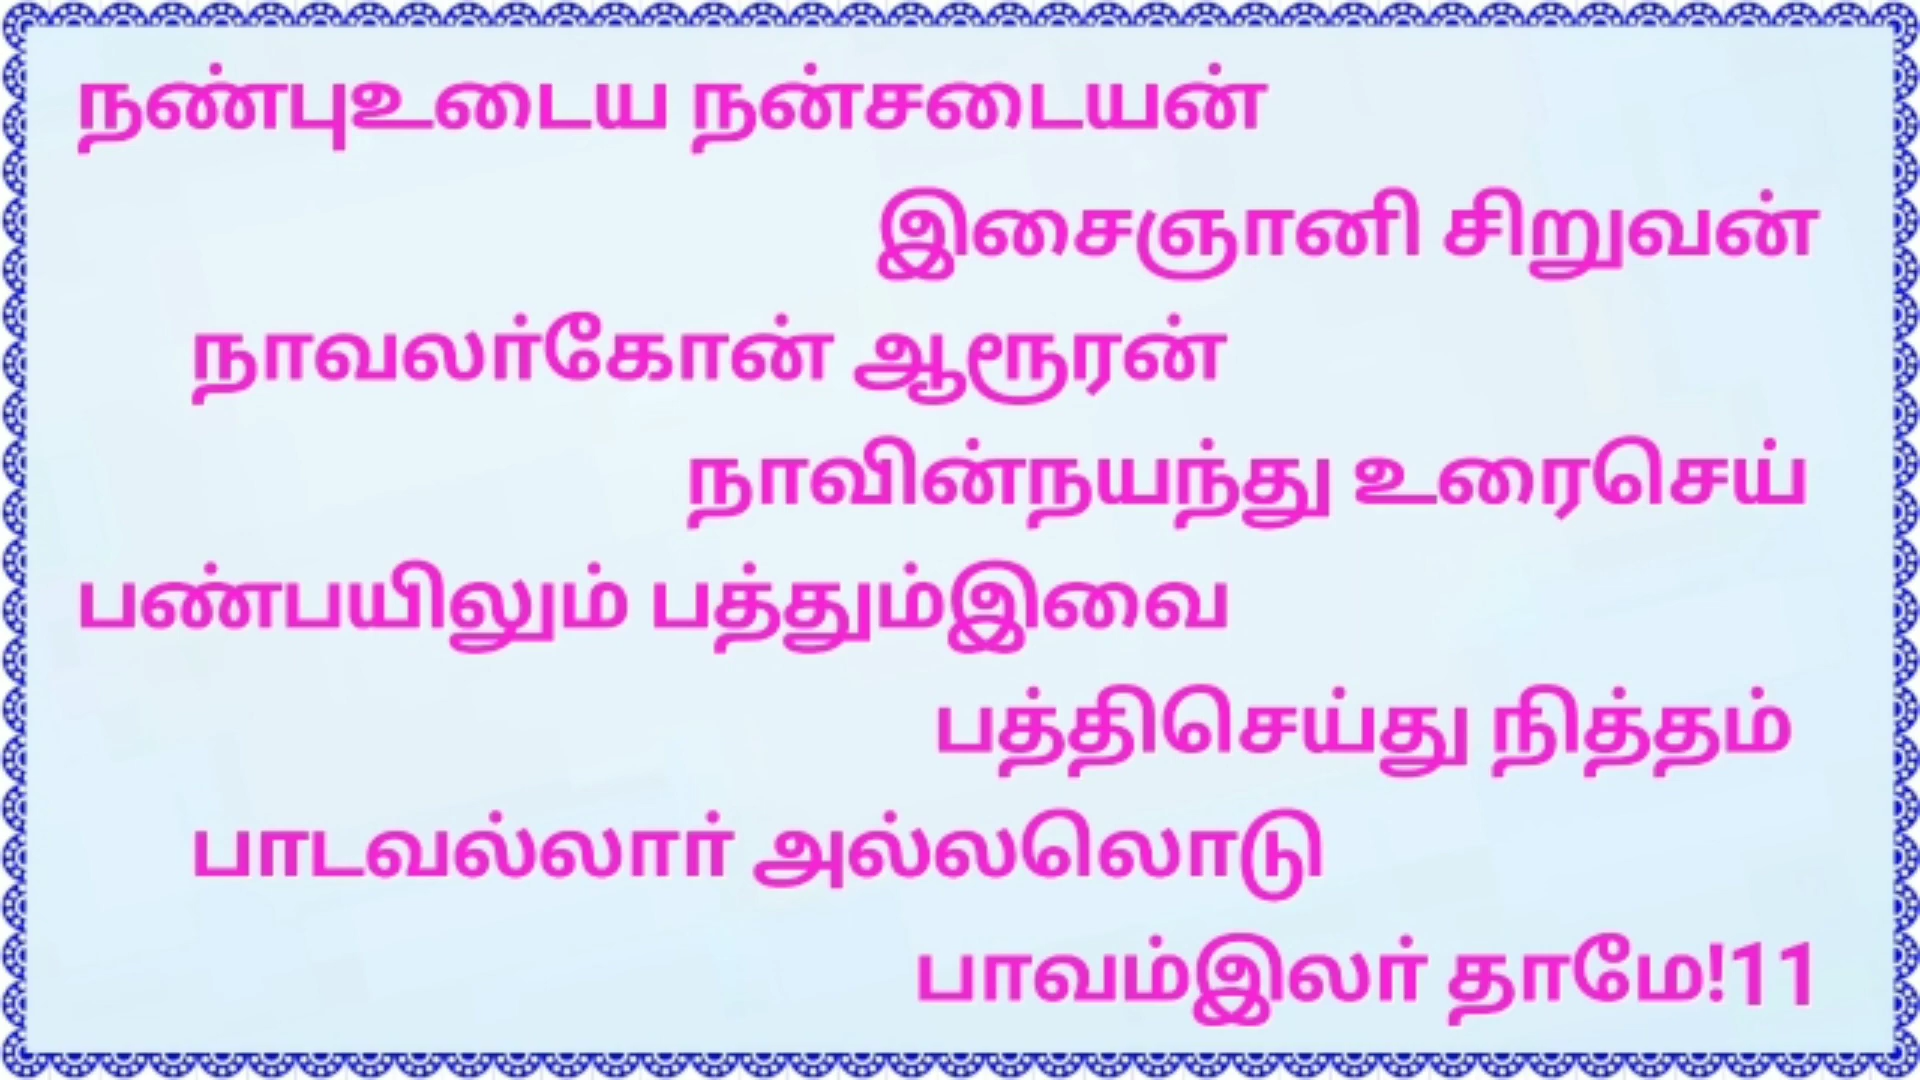 நண்புஉடைய நன்சடையன்
இசைஞானி சிறுவன்
நாவலர்கோன் ஆரூரன்
நாவின்நயந்து உரைசெய்
பண்பயிலும் பத்தும்இவை
பத்திசெய்து நித்தம்
பாடவல்லார் அல்லலொடு
பாவம்இலர் தாமே!11